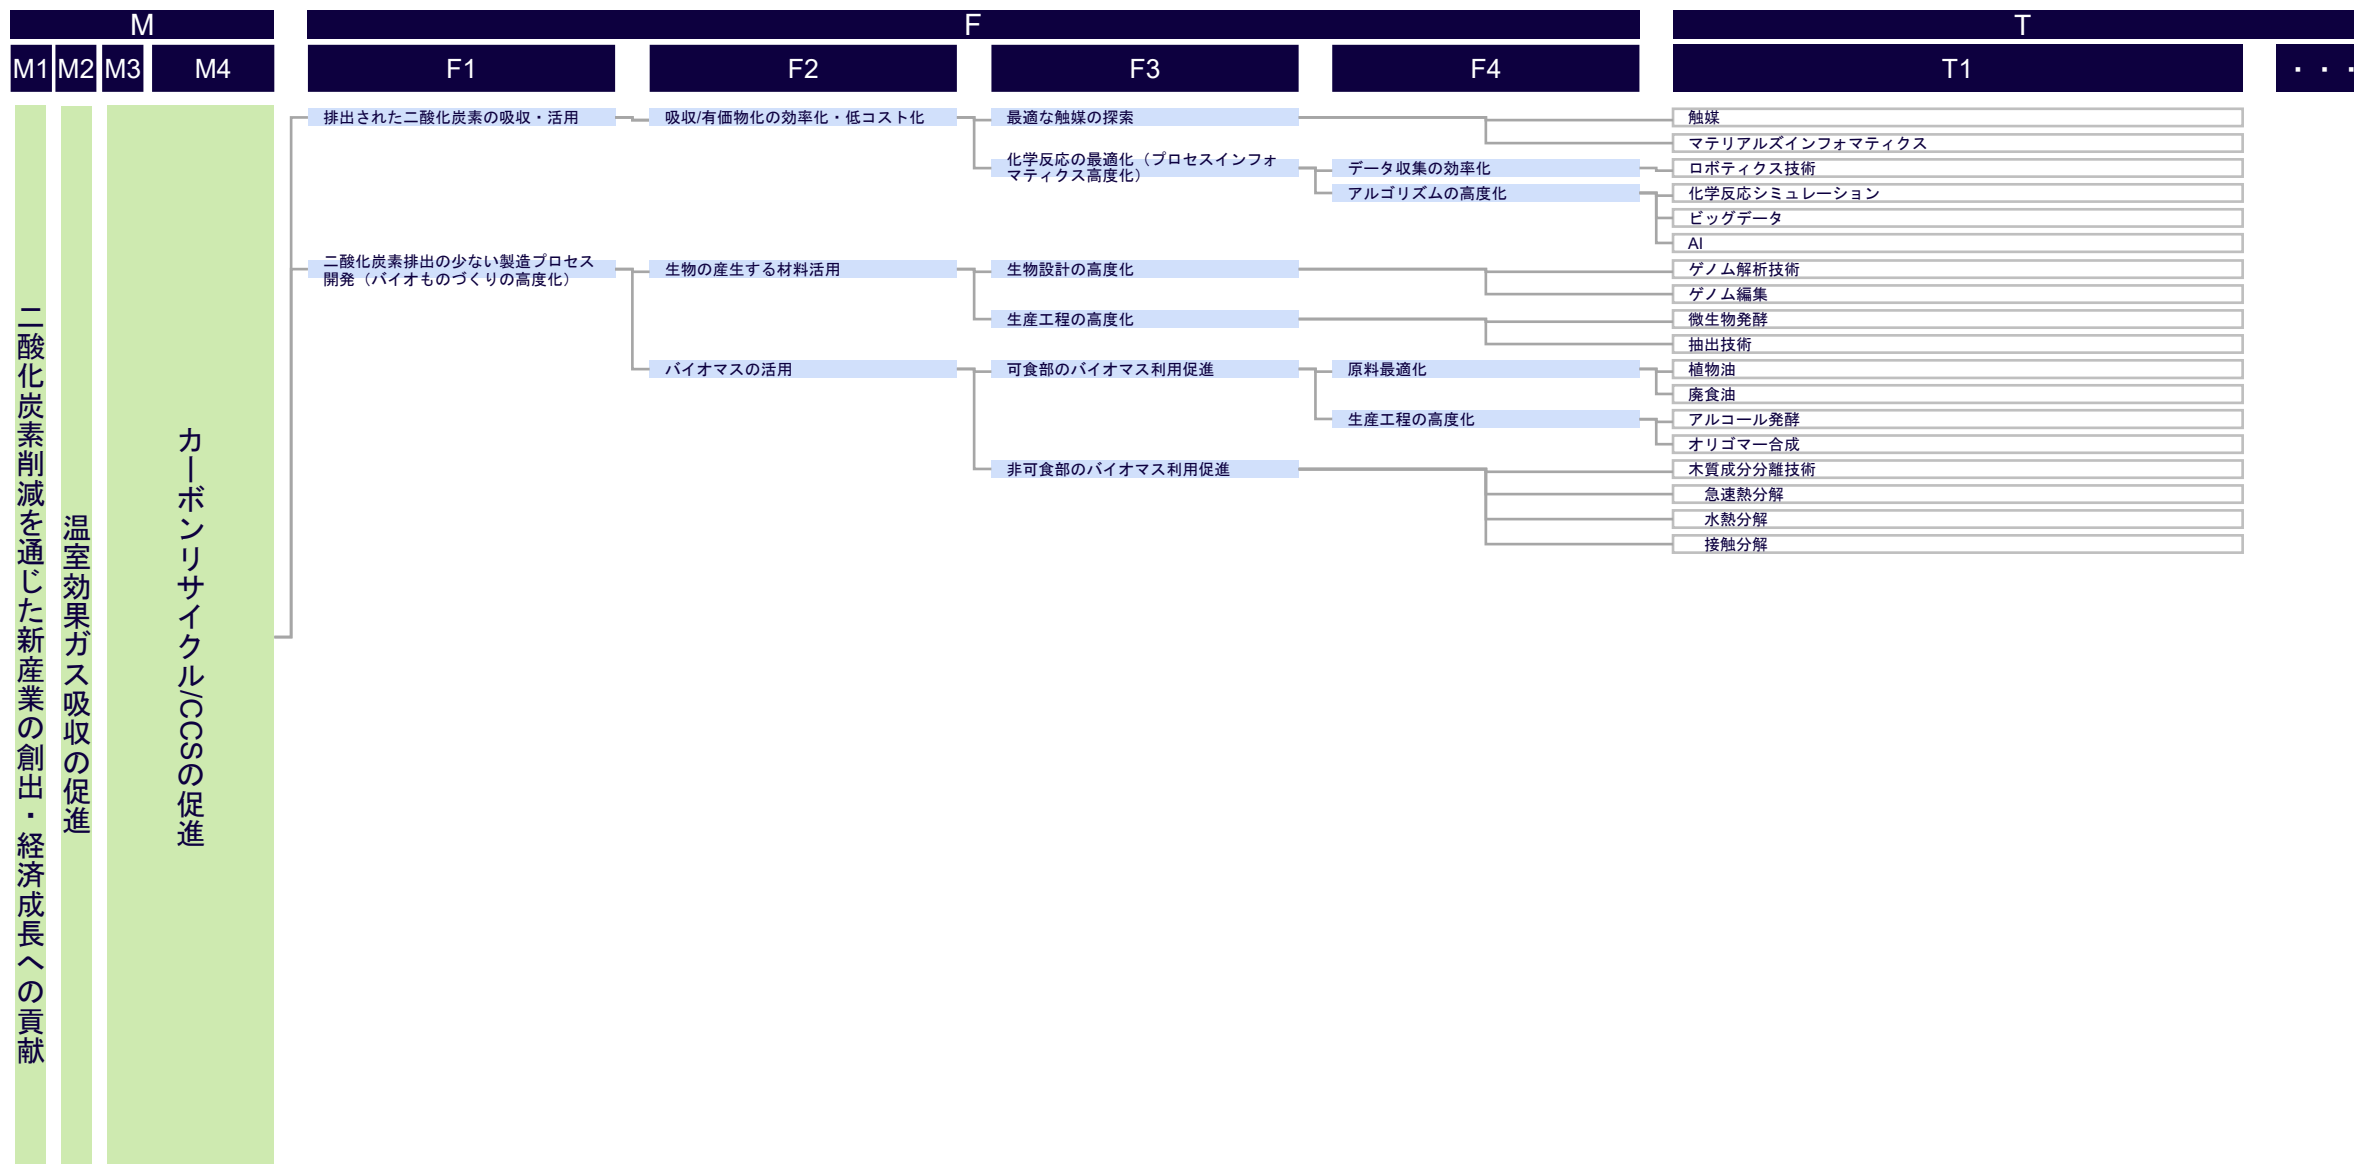 M
F
T
M1
M2
M3
M4
F1
F2
F3
F4
T1
・・・
二酸化炭素削減を通じた新産業の創出・経済成長への貢献
温室効果ガス吸収の促進
カーボンリサイクル/CCSの促進
排出された二酸化炭素の吸収・活用
吸収/有価物化の効率化・低コスト化
最適な触媒の探索
触媒
マテリアルズインフォマティクス
化学反応の最適化（プロセスインフォ
マティクス高度化）
データ収集の効率化
ロボティクス技術
アルゴリズムの高度化
化学反応シミュレーション
ビッグデータ
AI
二酸化炭素排出の少ない製造プロセス
開発（バイオものづくりの高度化）
生物の産生する材料活用
生物設計の高度化
ゲノム解析技術
ゲノム編集
生産工程の高度化
微生物発酵
抽出技術
バイオマスの活用
可食部のバイオマス利用促進
原料最適化
植物油
廃食油
生産工程の高度化
アルコール発酵
オリゴマー合成
非可食部のバイオマス利用促進
木質成分分離技術
急速熱分解
水熱分解
接触分解